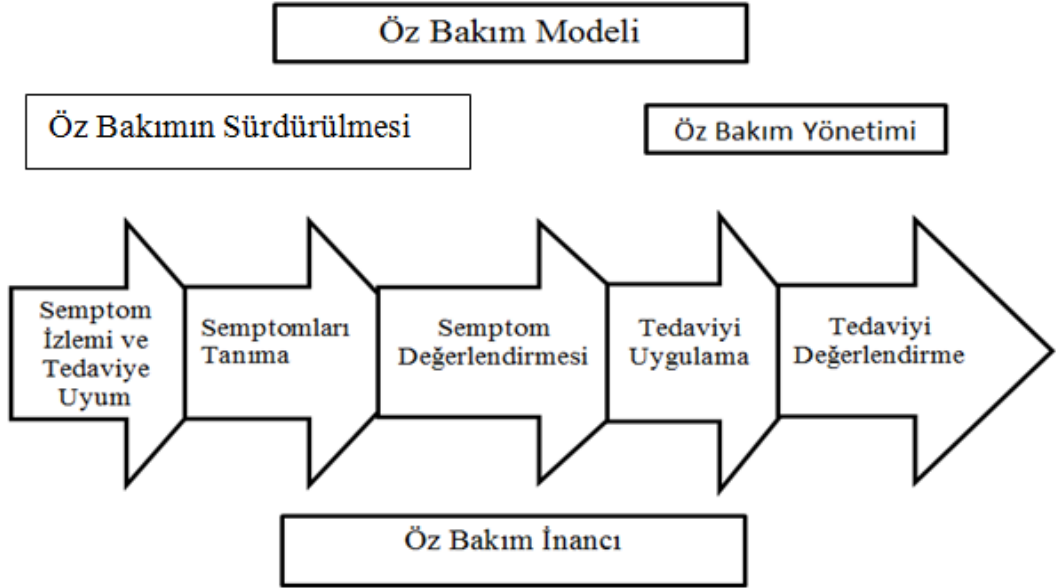 Öz Bakım Modeli
Öz Bakımın Sürdürülmesi
Öz Bakım Yönetimi
Semptom
İzlemi ve
Tedaviye
Uyum
Semptomları
Tanıma
Semptom
Değerlendirmesi
Tedaviyi
Uygulama
Tedaviyi
Değerlendirme
Öz Bakım İnancı